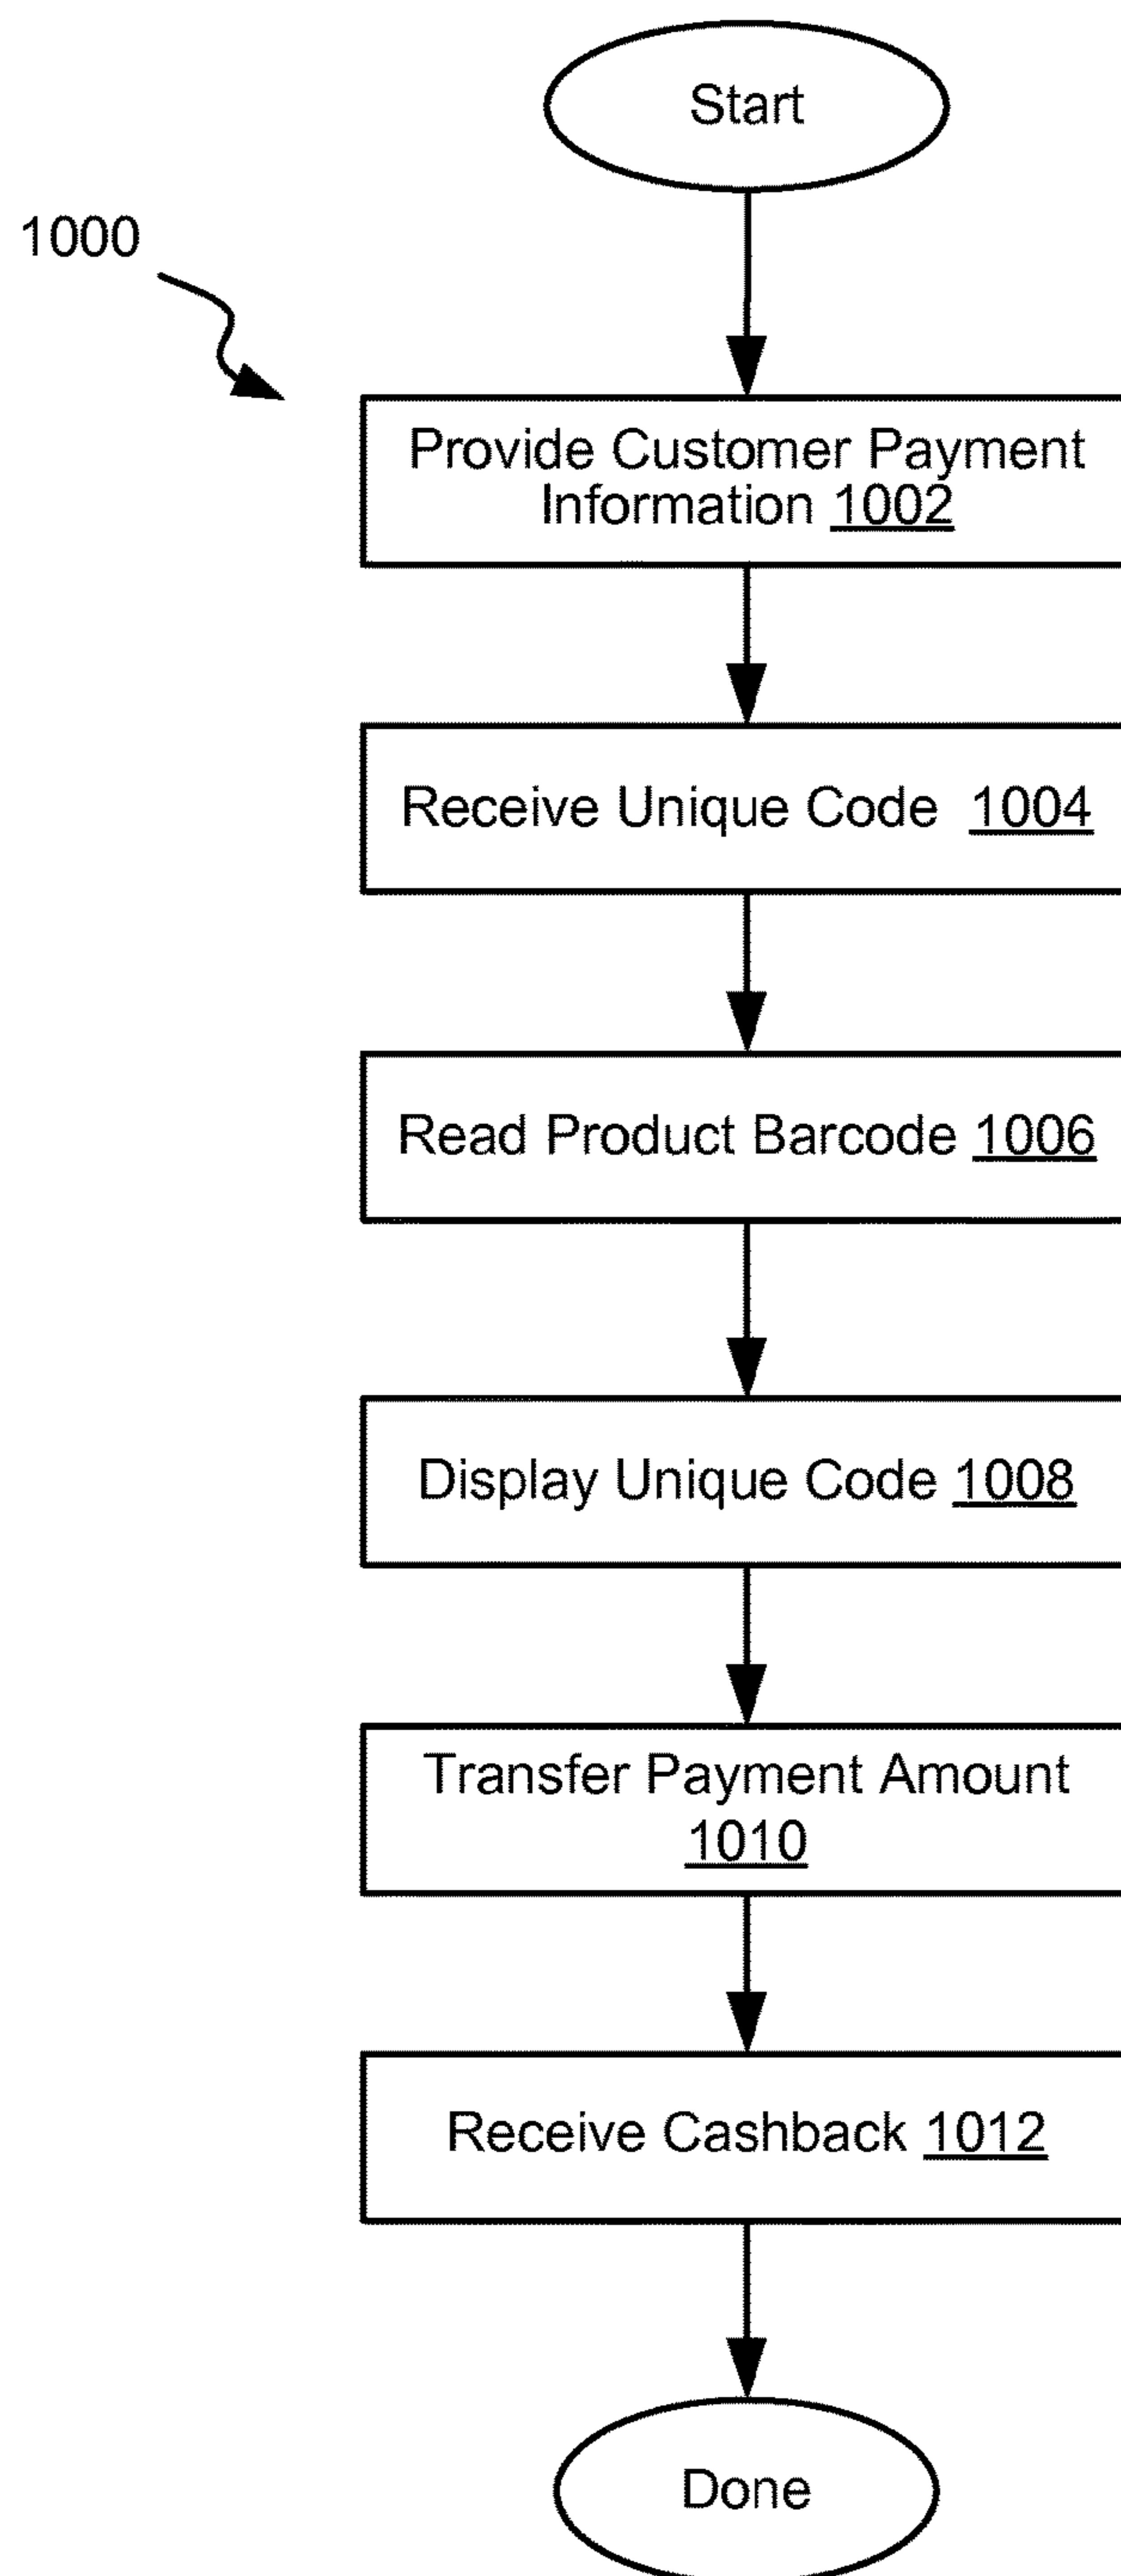 Start
1000
Provide Customer Payment
Information 1002
Receive Unique Code 1004
Read Product Barcode 1006
Display Unique Code 1008
Transfer Payment Amount
1010
Receive Cashback 1012
Done